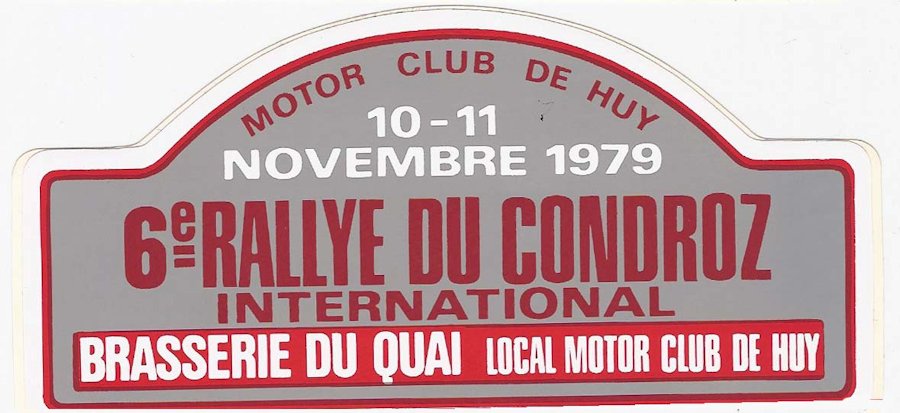 MOTOR CLUB DE HUY
10-11
NOVEMBRE 1979
6e RALLYE DU CONDROZ
INTERNATIONAL
BRASSERIE DU QUAI LOCAL MOTOR CLUB DE HUY